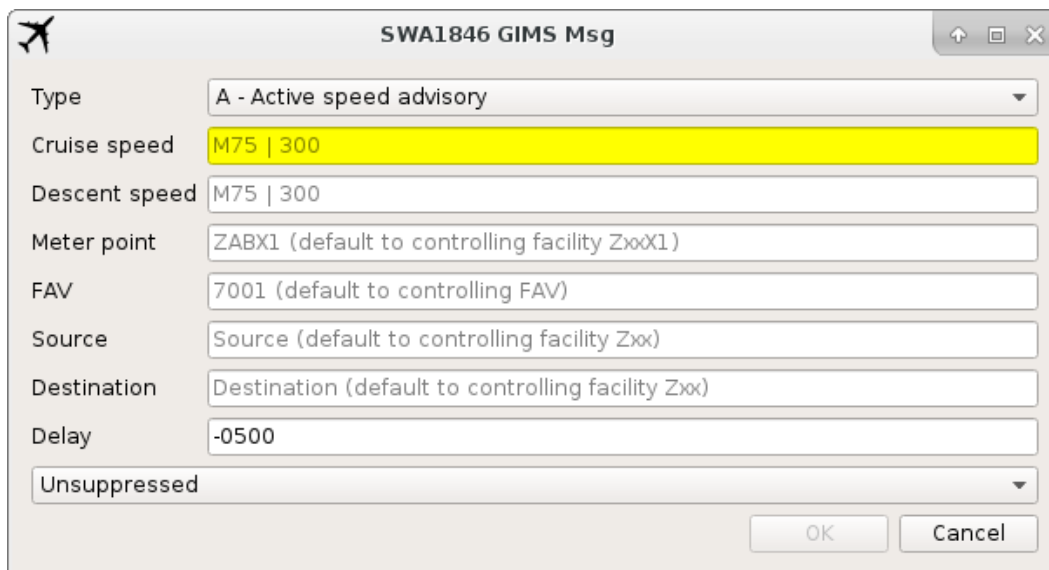 SWA1846 GIMS Msg
Type A - Active speed advisory
Cruise speed M75 | 300
Descent speed M75 | 300
Meter point ZABX1 (default to controlling facility ZxxX1)
FAV 7001 (default to controlling FAV)
Source Source (default to controlling facility Zxx)
Destination Destination (default to controlling facility Zxx)
Delay -0500
Unsuppressed
OK Cancel